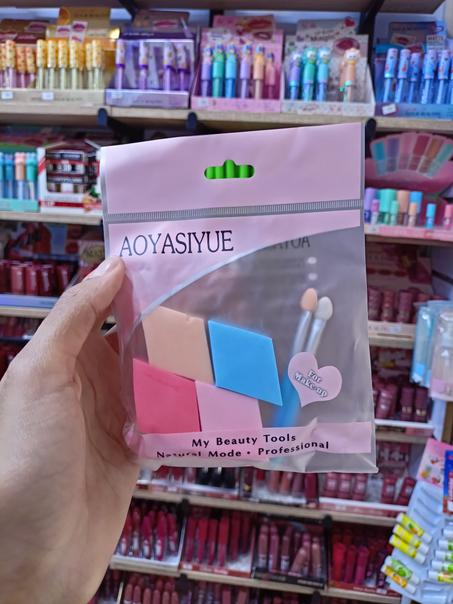 AOYASIYUE
For
Make-up
My Beauty Tools
Natural Mode • Professional